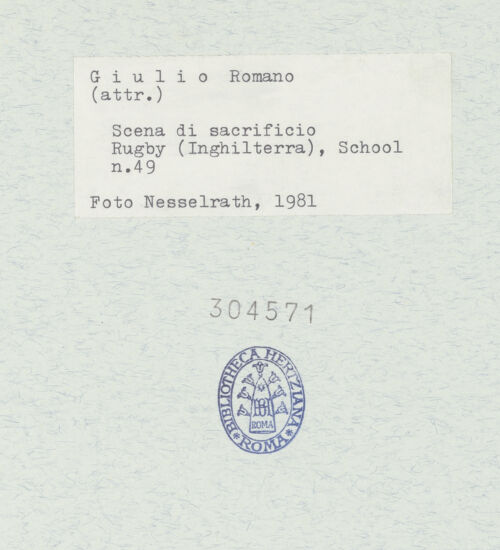 G i u l i o Romano
(attr.)
Scena di sacrificio
Rugby (Inghilterra), School
n.49
Foto Nesselrath, 1981
304571
BIBLIOTHECA HERTZIANA
ROMA
*ROMA*